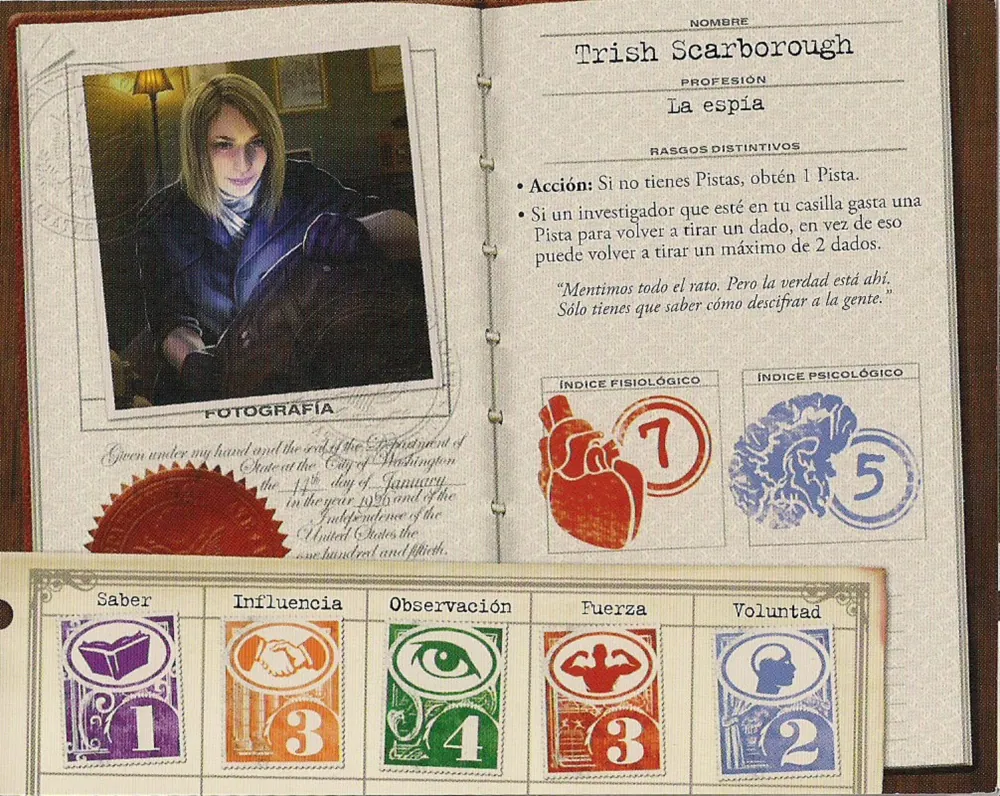 NOMBRE
Trish Scarborough
PROFESIÓN
La espía
RASGOS DISTINTIVOS
• Acción: Si no tienes Pistas, obtén 1 Pista.
• Si un investigador que esté en tu casilla gasta una
Pista para volver a tirar un dado, en vez de eso
puede volver a tirar un máximo de 2 dados.
“Mentimos todo el rato. Pero la verdad está ahí.
Sólo tienes que saber cómo descifrar a la gente.”
ÍNDICE FISIOLÓGICO
7
ÍNDICE PSICOLÓGICO
5
FOTOGRAFÍA
Given under my hand and the seal of the Department of
State at the City of Washington
the 11th day of January
in the year 1926 and of the
Independence of the
United States the
one hundred and fiftieth.
Saber
Influencia
Observación
Fuerza
Voluntad
1
3
4
3
2